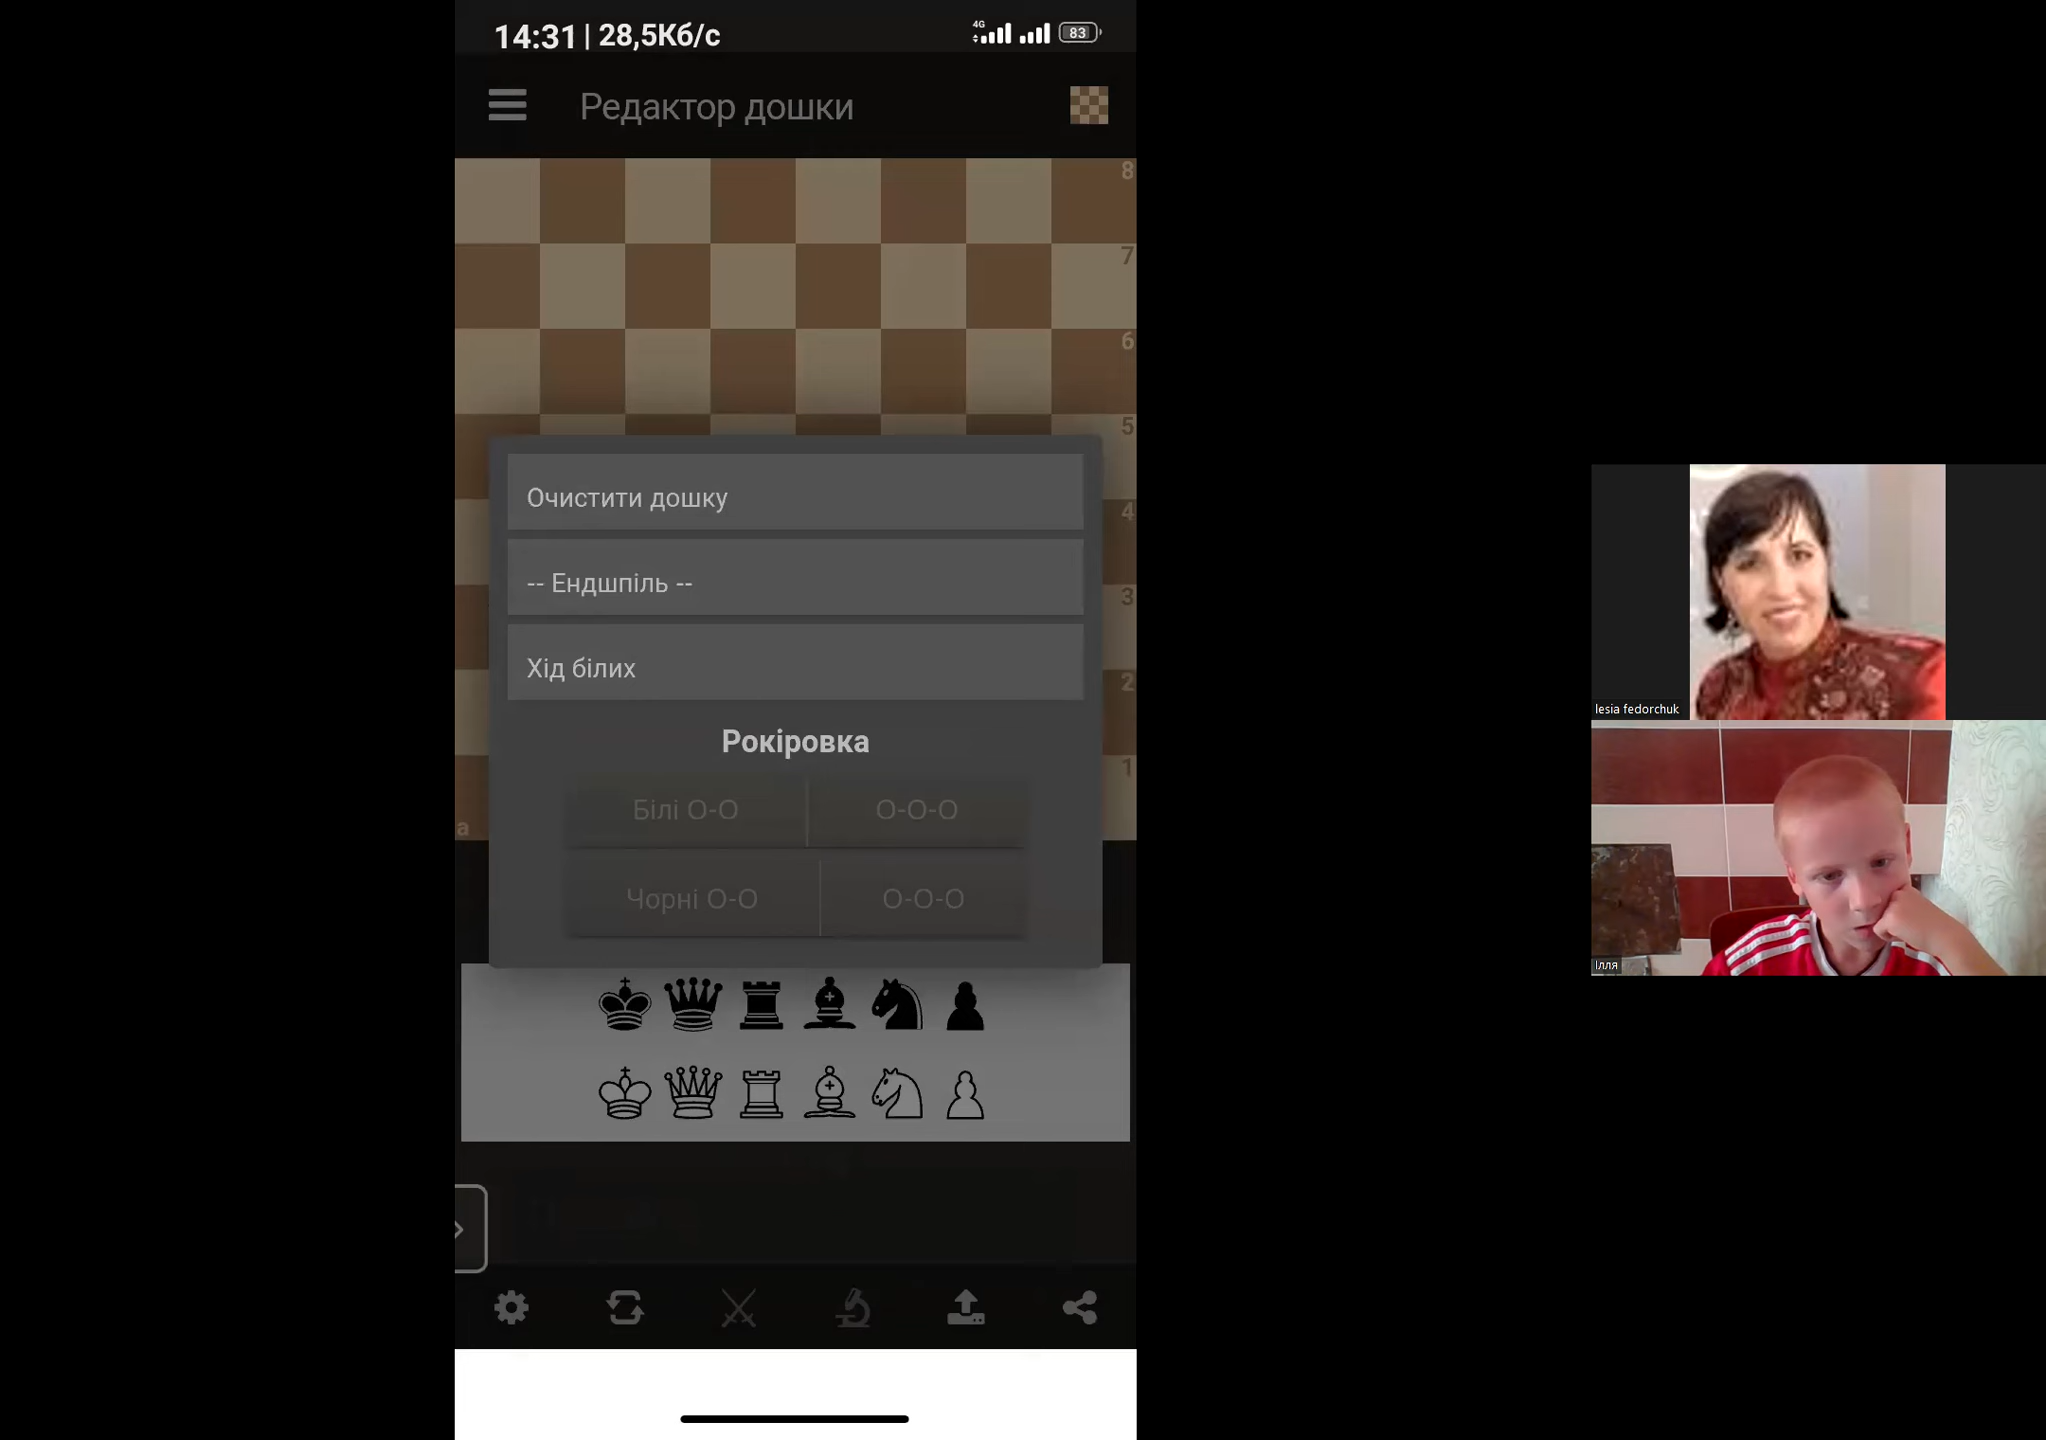 14:31 | 28,5Кб/с
4G
83
Редактор дошки
8
7
6
5
4
3
2
1
a
Очистити дошку
-- Ендшпіль --
Хід білих
Рокіровка
Білі O-O
O-O-O
Чорні O-O
O-O-O
lesia fedorchuk
Ілля